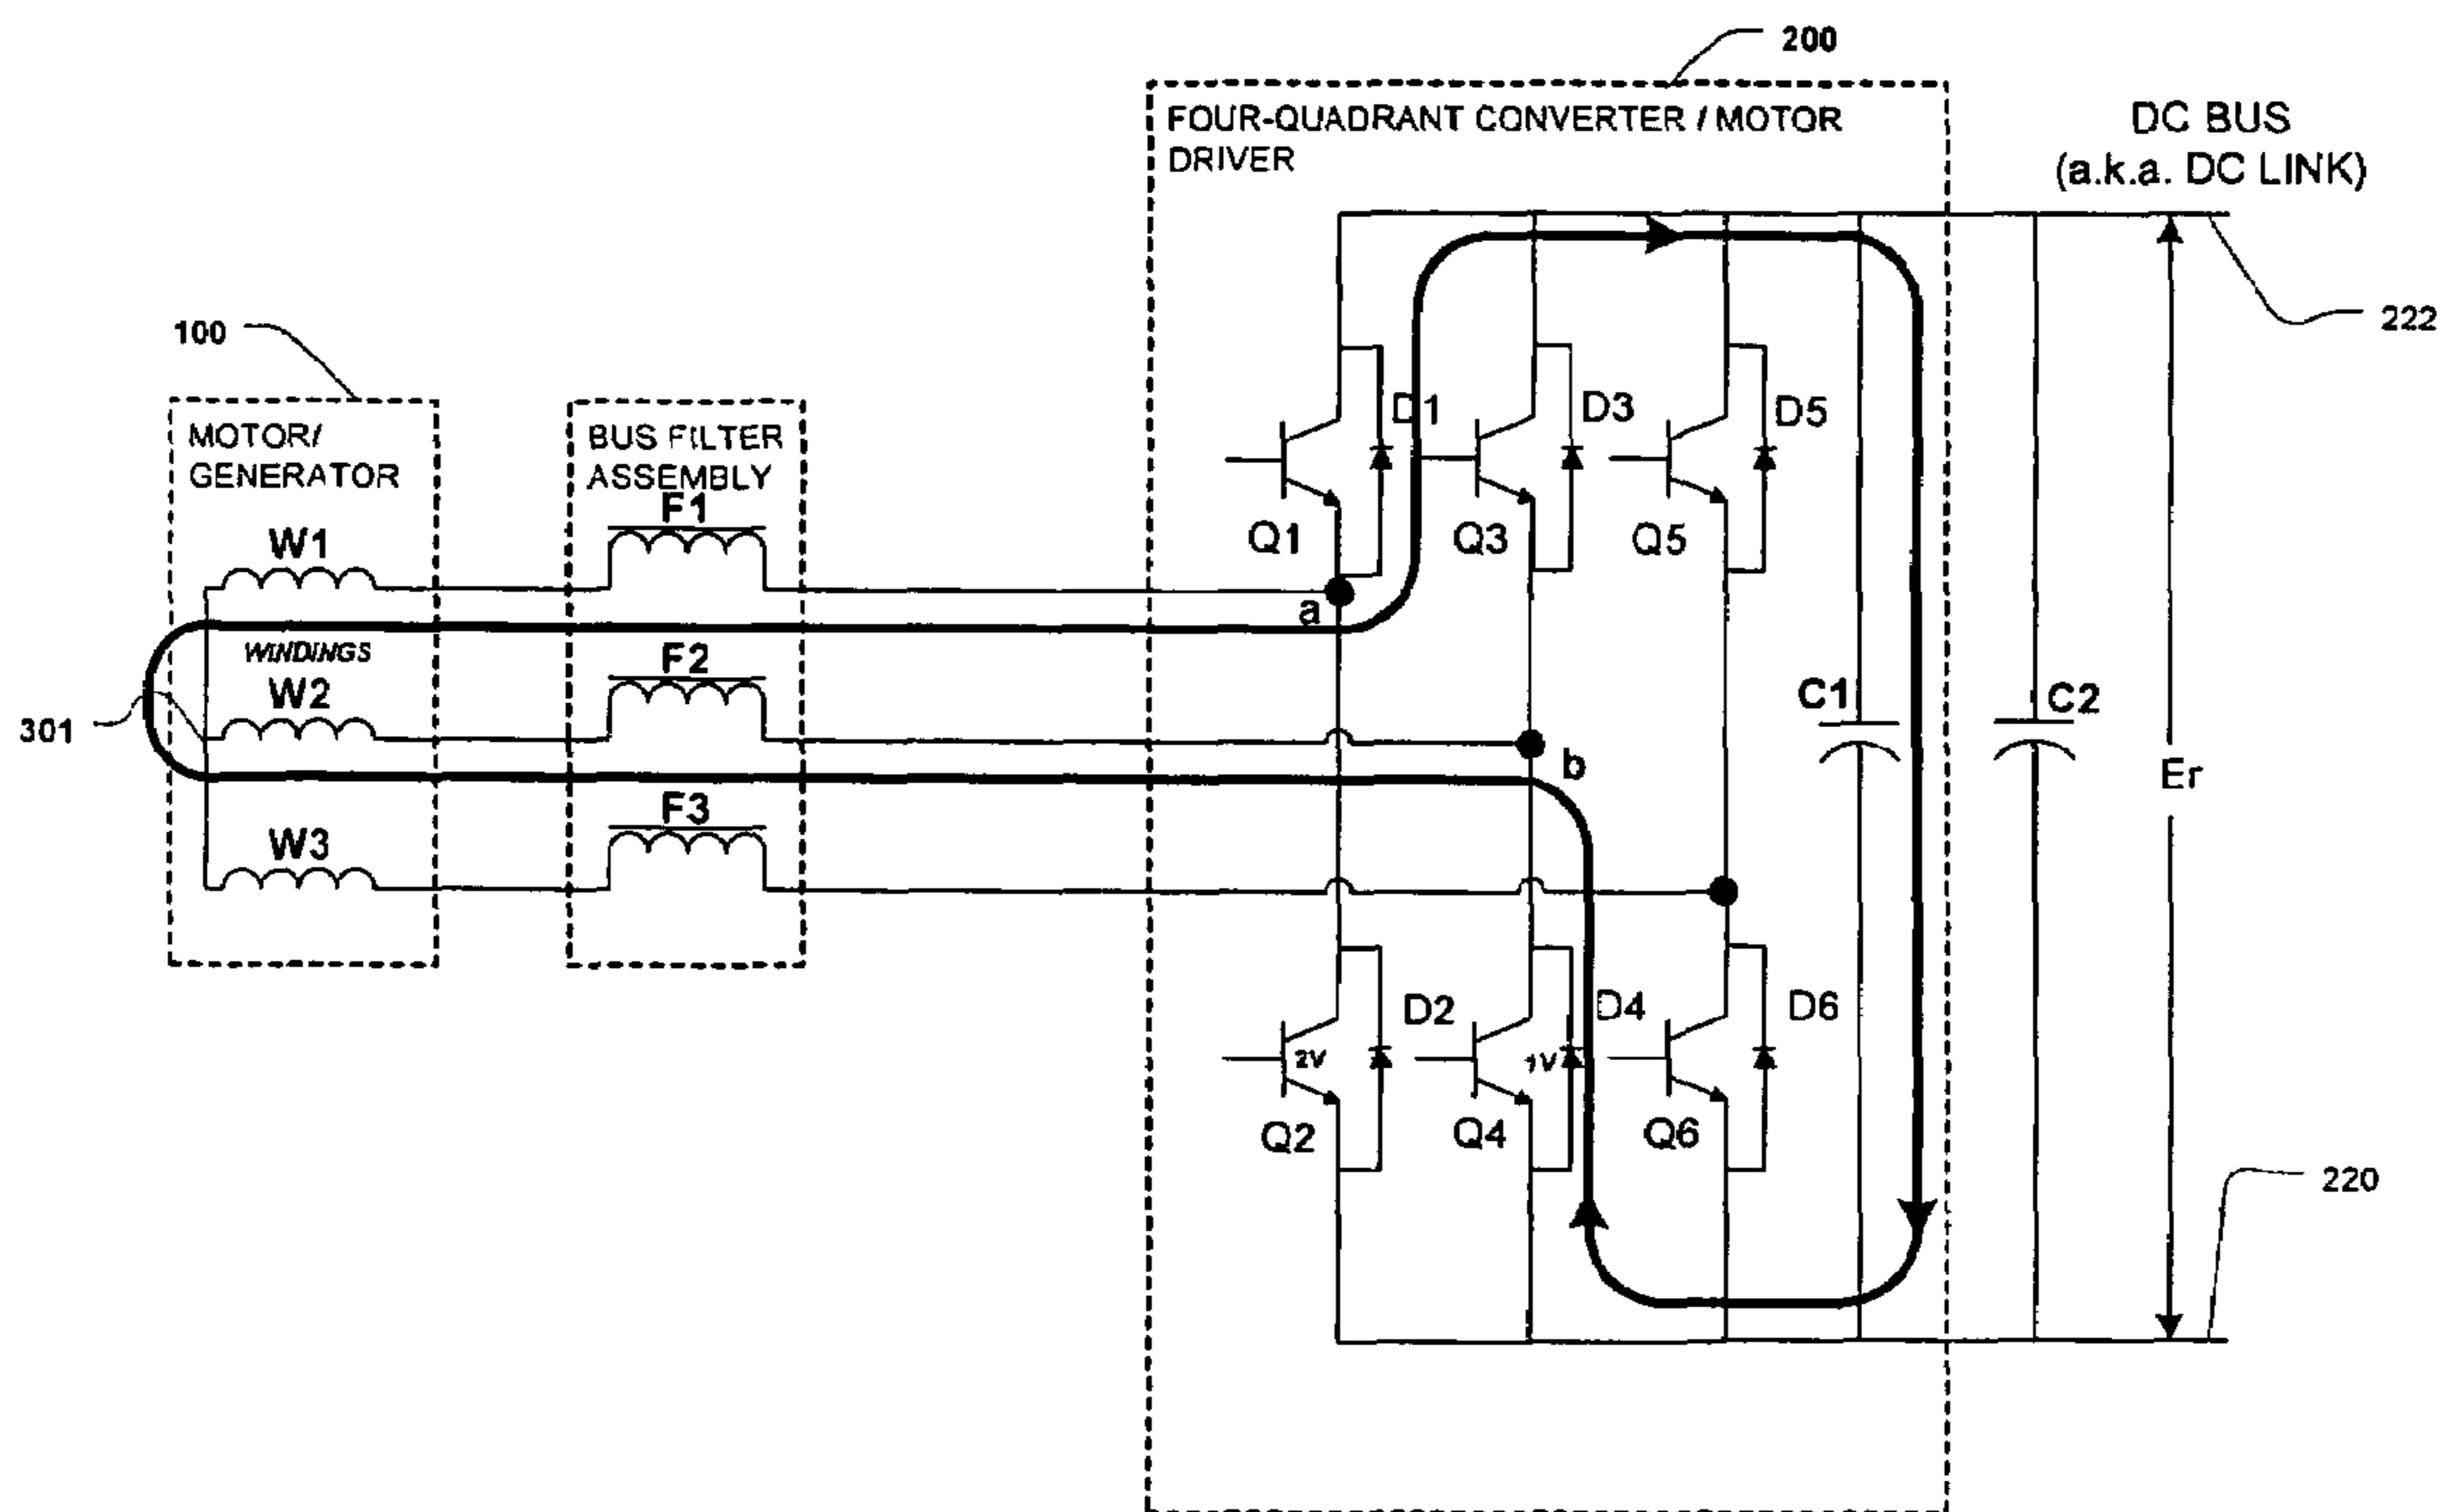 200
FOUR-QUADRANT CONVERTER / MOTOR
DRIVER
DC BUS
(a.k.a. DC LINK)
222
100
MOTOR/
GENERATOR
BUS FILTER
ASSEMBLY
F1
D1
D3
D5
Q1
Q3
Q5
W1
a
WINDINGS
F2
W2
301
b
C1
C2
Er
F3
W3
D2
D4
D6
2V
1V
Q2
Q4
Q6
220